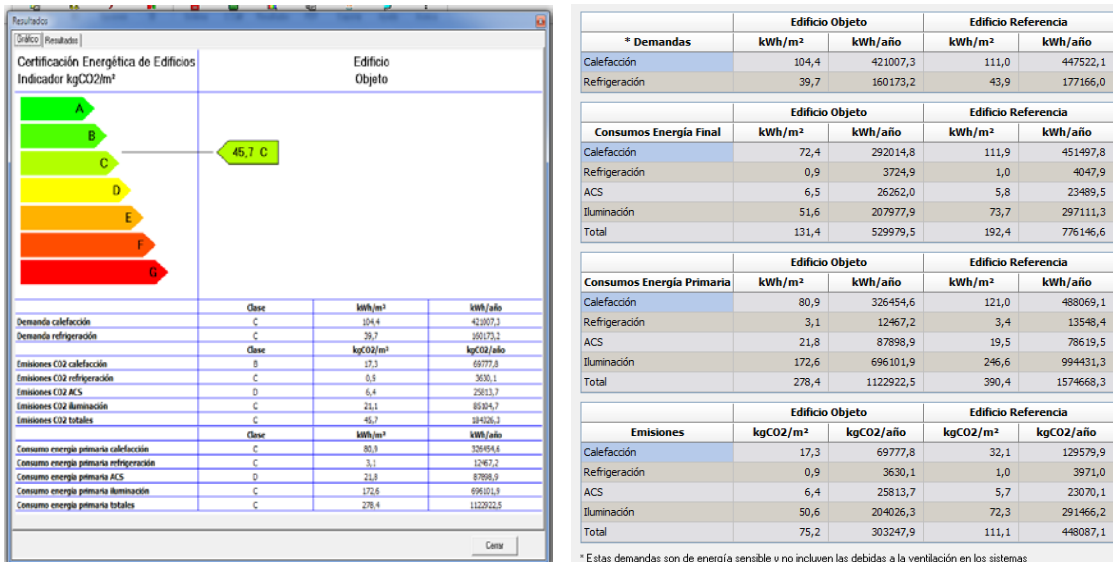 Resultados
Gráfico Resultados
Certificación Energética de Edificios
Indicador kgCO2/m²
Edificio
Objeto
A
B
C
D
E
F
G
45,7 C
Clase kWh/m² kWh/año
Demanda calefacción C 104,4 421007,3
Demanda refrigeración C 39,7 160173,2
Clase kgCO2/m² kgCO2/año
Emisiones CO2 calefacción B 17,3 69777,8
Emisiones CO2 refrigeración C 0,9 3630,1
Emisiones CO2 ACS D 6,4 25813,7
Emisiones CO2 iluminación C 21,1 85104,7
Emisiones CO2 totales C 45,7 184326,3
Clase kWh/m² kWh/año
Consumo energía primaria calefacción C 80,9 326454,6
Consumo energía primaria refrigeración C 3,1 12467,2
Consumo energía primaria ACS D 21,8 87898,9
Consumo energía primaria iluminación C 172,6 696101,9
Consumo energía primaria totales C 278,4 1122922,5
Cerrar
Edificio Objeto Edificio Referencia
* Demandas kWh/m² kWh/año kWh/m² kWh/año
Calefacción 104,4 421007,3 111,0 447522,1
Refrigeración 39,7 160173,2 43,9 177166,0
Edificio Objeto Edificio Referencia
Consumos Energía Final kWh/m² kWh/año kWh/m² kWh/año
Calefacción 72,4 292014,8 111,9 451497,8
Refrigeración 0,9 3724,9 1,0 4047,9
ACS 6,5 26262,0 5,8 23489,5
Iluminación 51,6 207977,9 73,7 297111,3
Total 131,4 529979,5 192,4 776146,6
Edificio Objeto Edificio Referencia
Consumos Energía Primaria kWh/m² kWh/año kWh/m² kWh/año
Calefacción 80,9 326454,6 121,0 488069,1
Refrigeración 3,1 12467,2 3,4 13548,4
ACS 21,8 87898,9 19,5 78619,5
Iluminación 172,6 696101,9 246,6 994431,3
Total 278,4 1122922,5 390,4 1574668,3
Edificio Objeto Edificio Referencia
Emisiones kgCO2/m² kgCO2/año kgCO2/m² kgCO2/año
Calefacción 17,3 69777,8 32,1 129579,9
Refrigeración 0,9 3630,1 1,0 3971,0
ACS 6,4 25813,7 5,7 23070,1
Iluminación 50,6 204026,3 72,3 291466,2
Total 75,2 303247,9 111,1 448087,1
* Estas demandas son de energía sensible y no incluyen las debidas a la ventilación en los sistemas